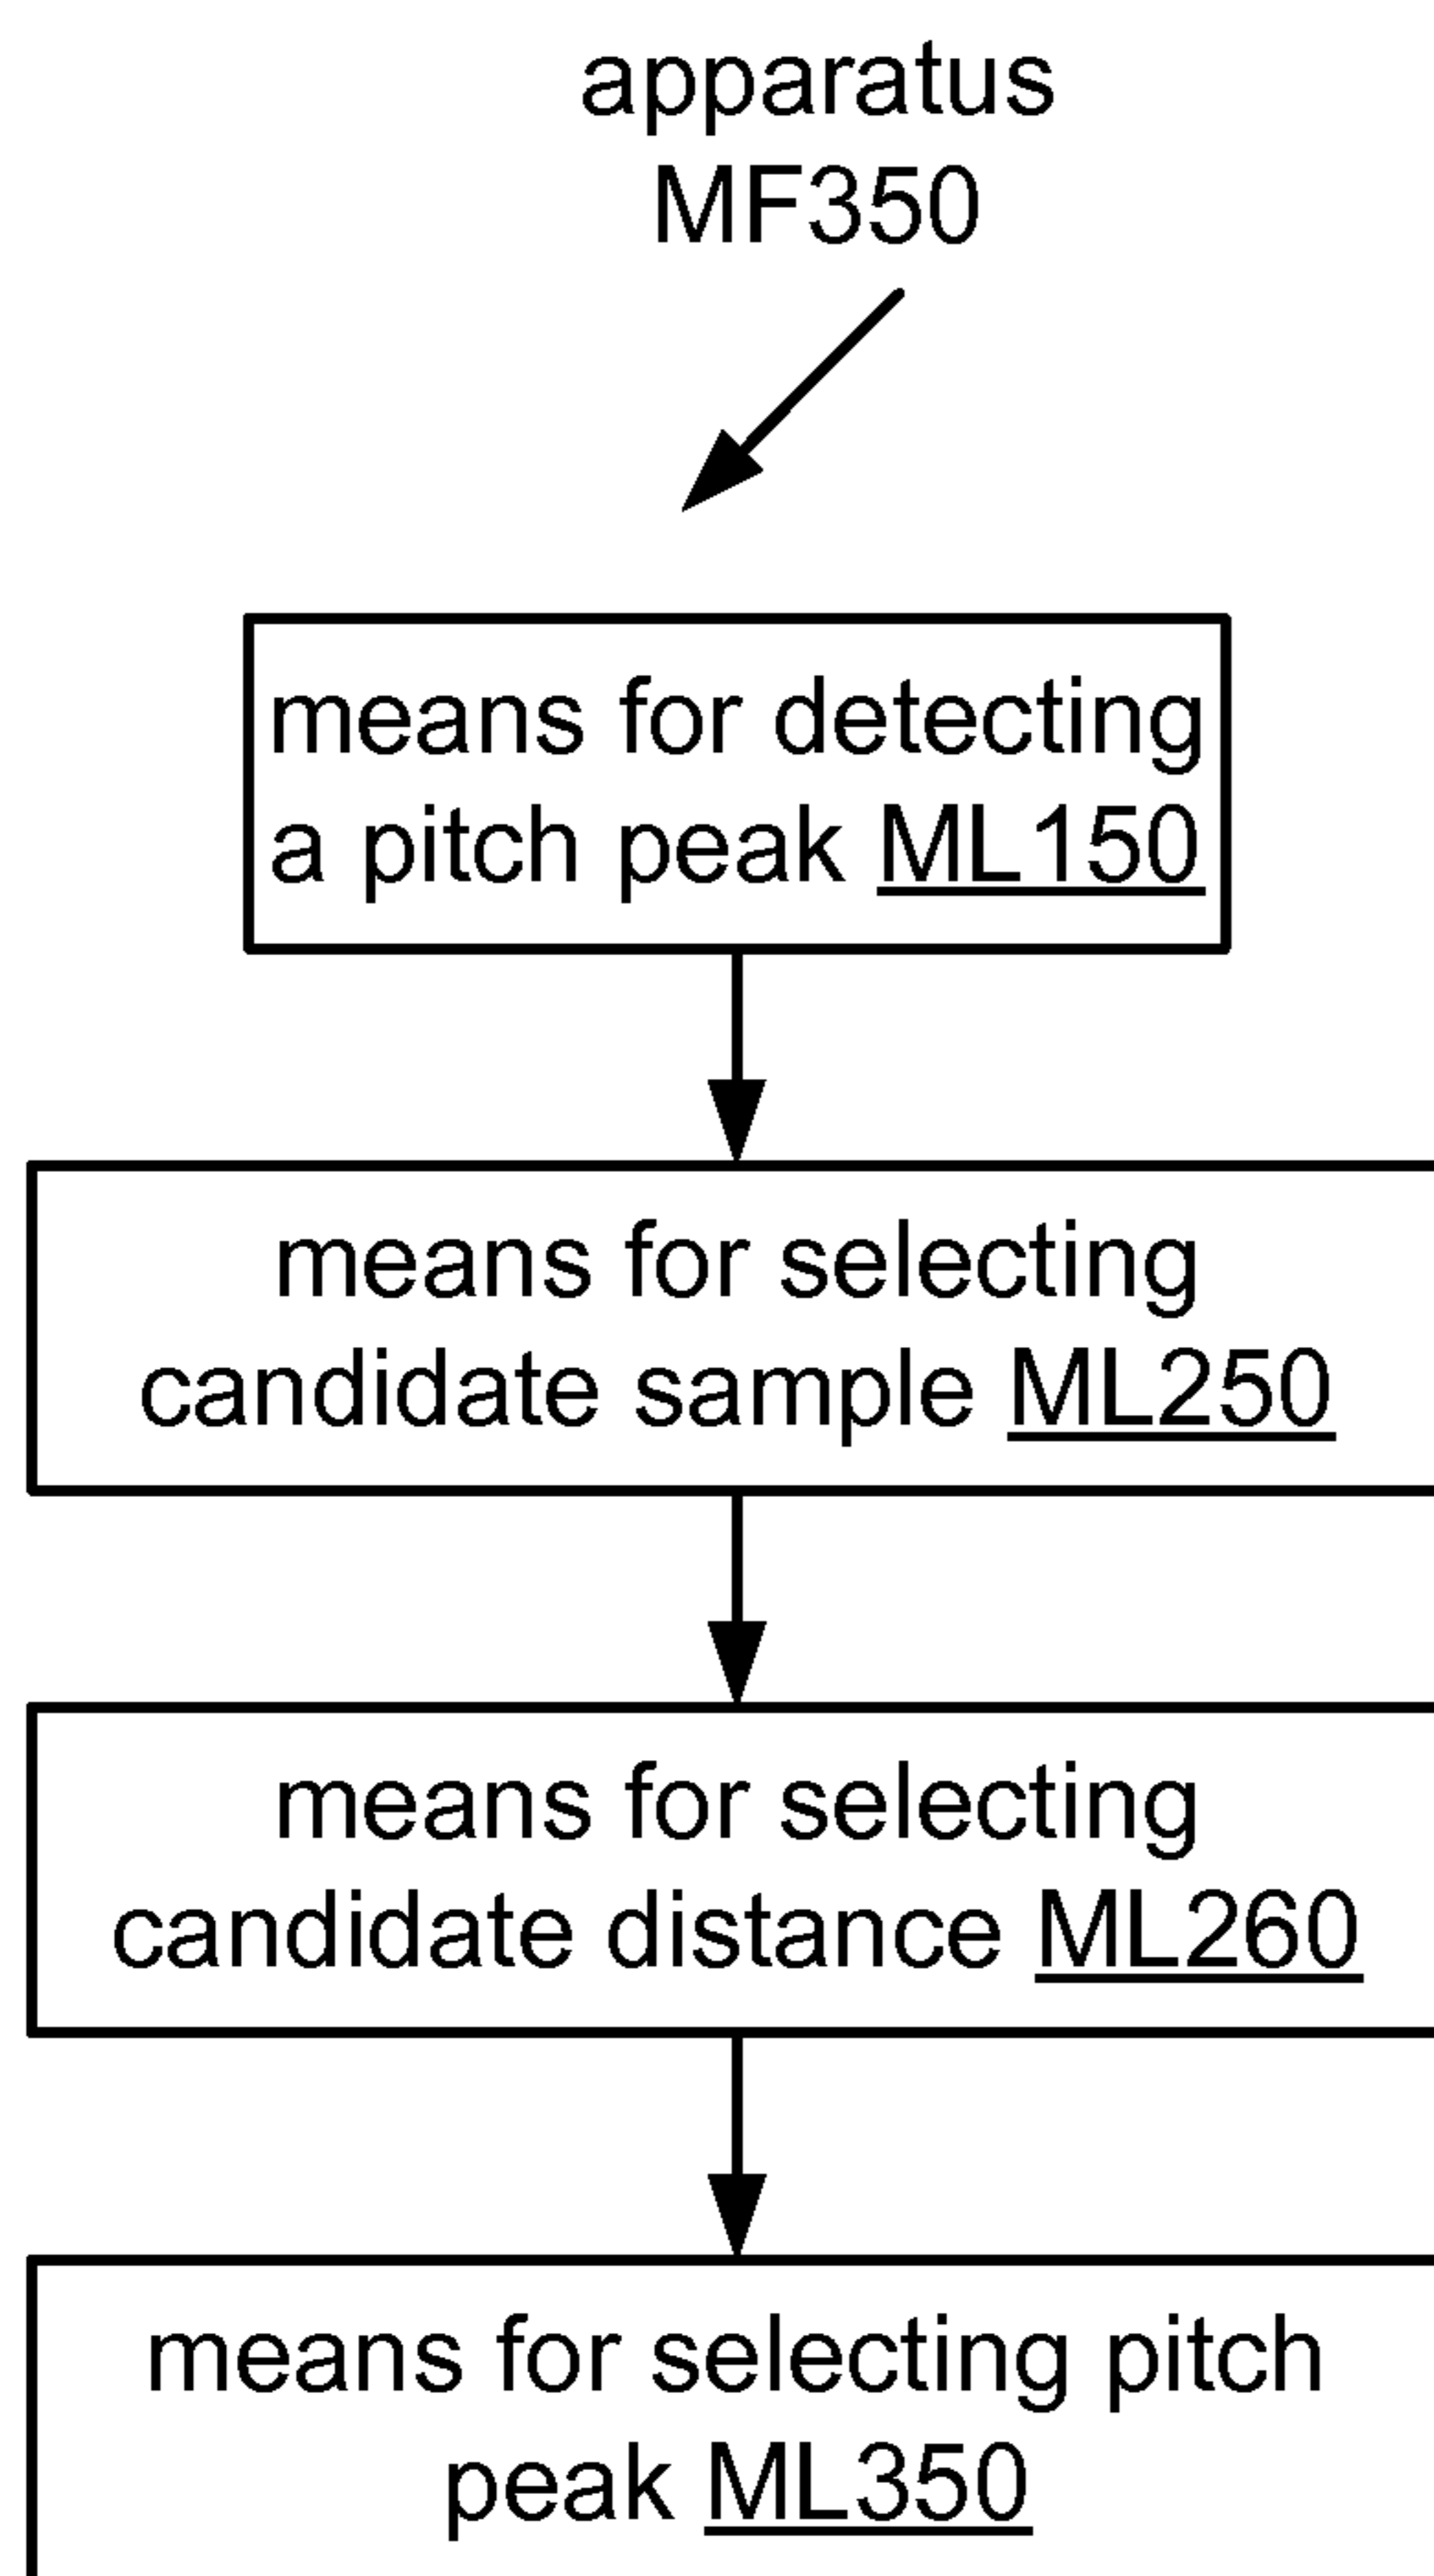 apparatus
MF350
means for detecting
a pitch peak ML150
means for selecting
candidate sample ML250
means for selecting
candidate distance ML260
means for selecting pitch
peak ML350